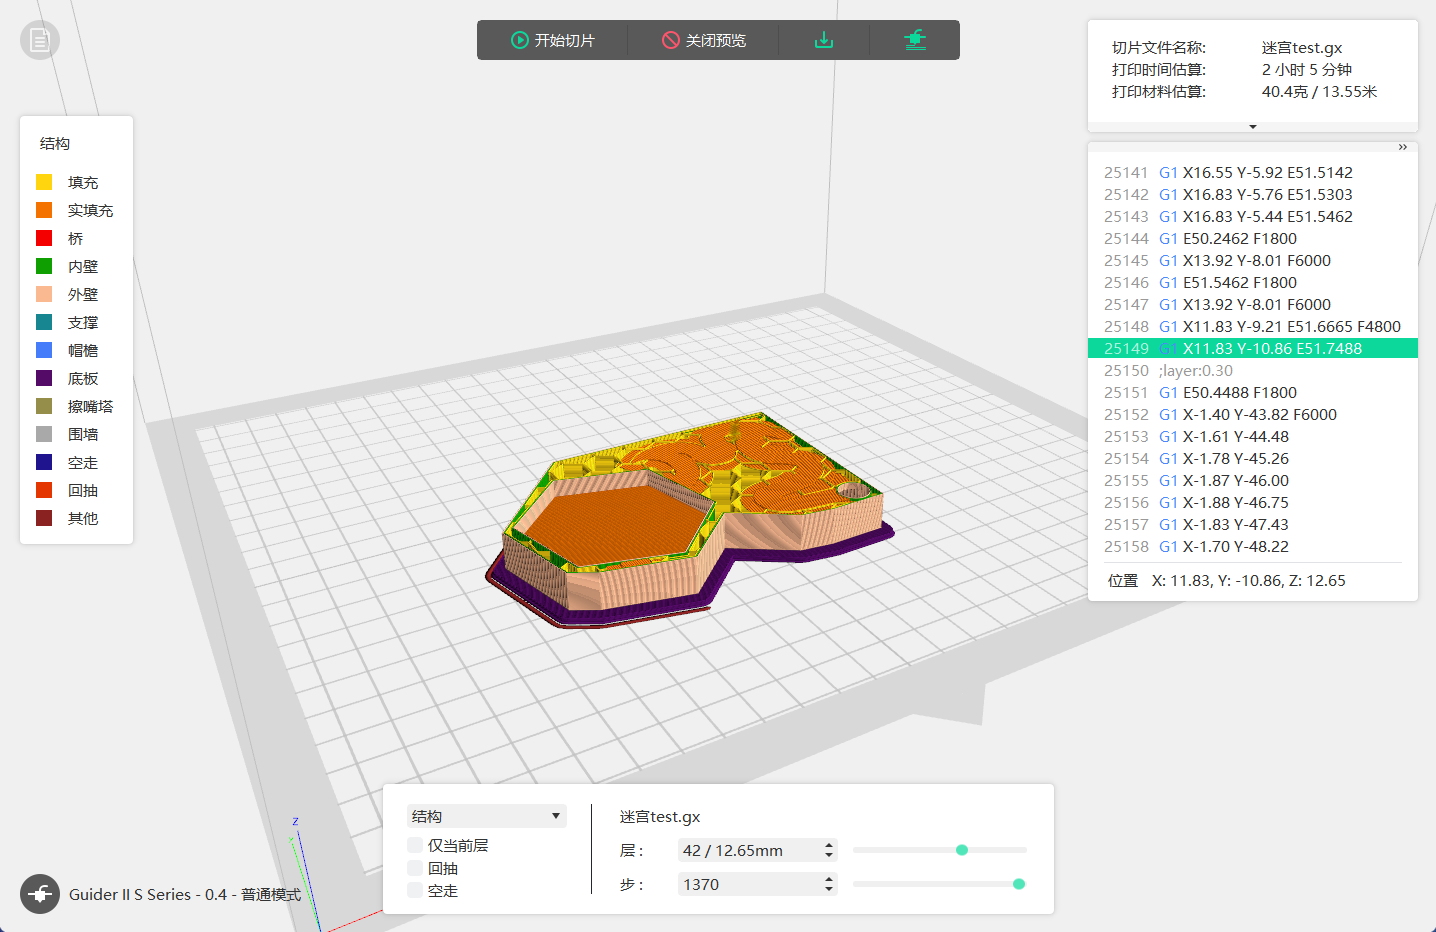 开始切片
关闭预览
切片文件名称: 迷宫test.gx
打印时间估算: 2 小时 5 分钟
打印材料估算: 40.4克 / 13.55米
结构
填充
实填充
桥
内壁
外壁
支撑
帽檐
底板
擦嘴塔
围墙
空走
回抽
其他
25141 G1 X16.55 Y-5.92 E51.5142
25142 G1 X16.83 Y-5.76 E51.5303
25143 G1 X16.83 Y-5.44 E51.5462
25144 G1 E50.2462 F1800
25145 G1 X13.92 Y-8.01 F6000
25146 G1 E51.5462 F1800
25147 G1 X13.92 Y-8.01 F6000
25148 G1 X11.83 Y-9.21 E51.6665 F4800
25149 G1 X11.83 Y-10.86 E51.7488
25150 ;layer:0.30
25151 G1 E50.4488 F1800
25152 G1 X-1.40 Y-43.82 F6000
25153 G1 X-1.61 Y-44.48
25154 G1 X-1.78 Y-45.26
25155 G1 X-1.87 Y-46.00
25156 G1 X-1.88 Y-46.75
25157 G1 X-1.83 Y-47.43
25158 G1 X-1.70 Y-48.22
位置 X: 11.83, Y: -10.86, Z: 12.65
Z
Y
Guider II S Series - 0.4 - 普通模式
结构
仅当前层
回抽
空走
迷宫test.gx
层 : 42 / 12.65mm
步 : 1370